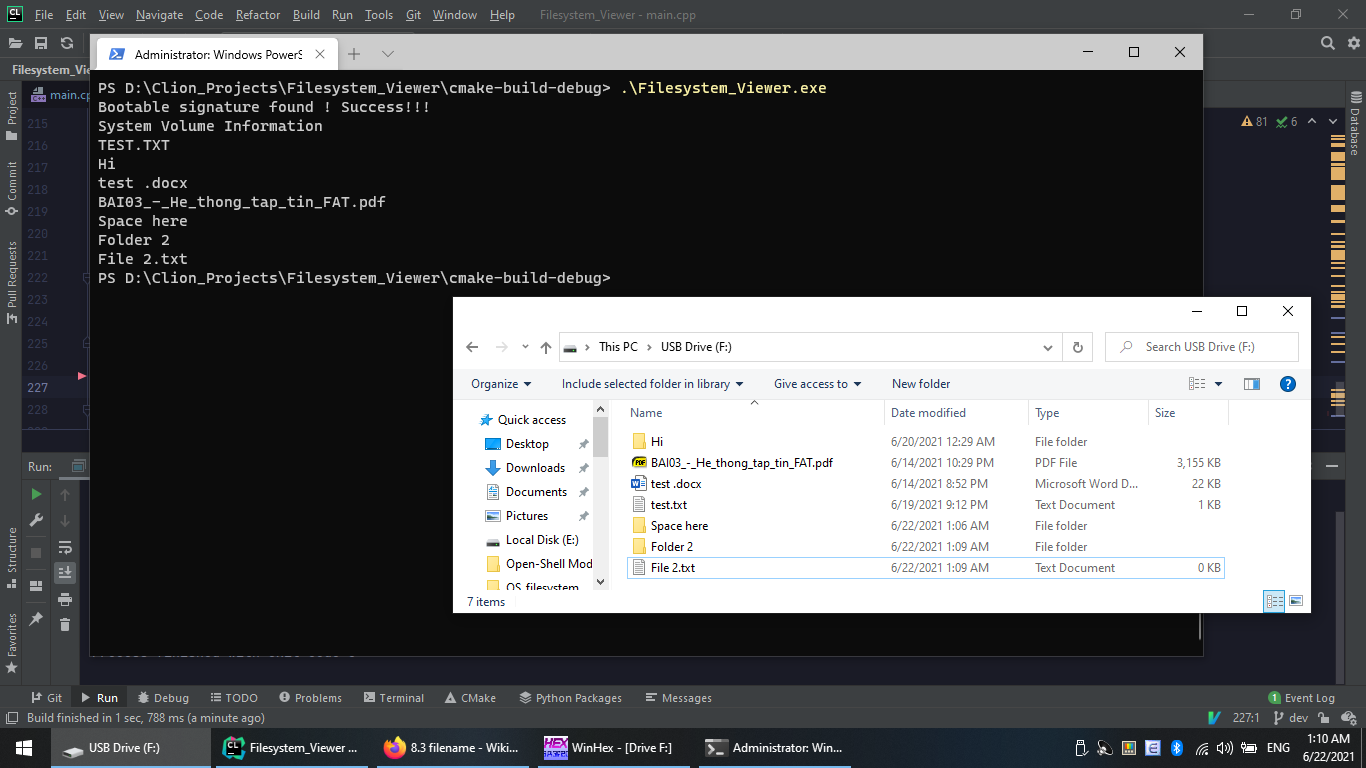 File Edit View Navigate Code Refactor Build Run Tools Git Window Help Filesystem_Viewer - main.cpp
Administrator: Windows PowerS
Filesystem_Vi
main.cp
PS D:\Clion_Projects\Filesystem_Viewer\cmake-build-debug> .\Filesystem_Viewer.exe
Bootable signature found ! Success!!!
System Volume Information
TEST.TXT
Hi
test .docx
BAI03_-_He_thong_tap_tin_FAT.pdf
Space here
Folder 2
File 2.txt
PS D:\Clion_Projects\Filesystem_Viewer\cmake-build-debug>
Project
Commit
Pull Requests
Structure
Favorites
Database
81 6
215
216
217
218
219
220
221
222
223
224
225
226
227
228
Run:
This PC USB Drive (F:)
Search USB Drive (F:)
Organize Include selected folder in library Give access to New folder
Quick access
Desktop
Downloads
Documents
Pictures
Local Disk (E:)
Open-Shell Mod
OS_filesystem
Name Date modified Type Size
Hi 6/20/2021 12:29 AM File folder
BAI03_-_He_thong_tap_tin_FAT.pdf 6/14/2021 10:29 PM PDF File 3,155 KB
test .docx 6/14/2021 8:52 PM Microsoft Word D... 22 KB
test.txt 6/19/2021 9:12 PM Text Document 1 KB
Space here 6/22/2021 1:06 AM File folder
Folder 2 6/22/2021 1:09 AM File folder
File 2.txt 6/22/2021 1:09 AM Text Document 0 KB
7 items
Git Run Debug TODO Problems Terminal CMake Python Packages Messages 1 Event Log
Build finished in 1 sec, 788 ms (a minute ago) 227:1 dev
USB Drive (F:) Filesystem_Viewer ... 8.3 filename - Wiki... WinHex - [Drive F:] Administrator: Win... ENG 1:10 AM
6/22/2021